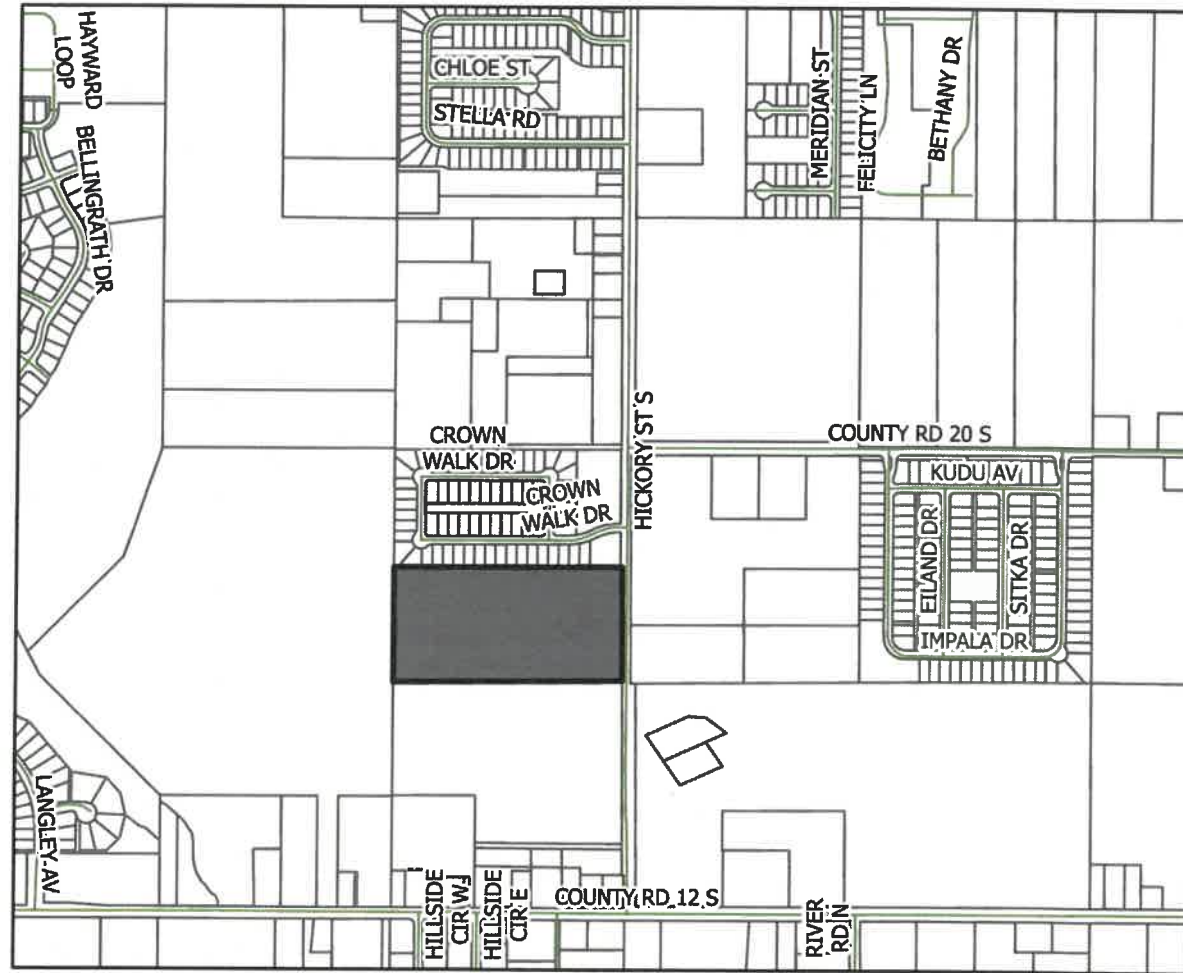 HAYWARD
LOOP
BELLINGRATH DR
CHLOE ST
STELLA RD
MERIDIAN ST
FELICITY LN
BETHANY DR
HICKORY ST S
CROWN
WALK DR
CROWN
WALK DR
COUNTY RD 20 S
KUDU AV
EILAND DR
SITKA DR
IMPALA DR
LANGLEY AV
HILLSIDE
CIR W
HILLSIDE
CIR E
COUNTY RD 12 S
RIVER
RD N